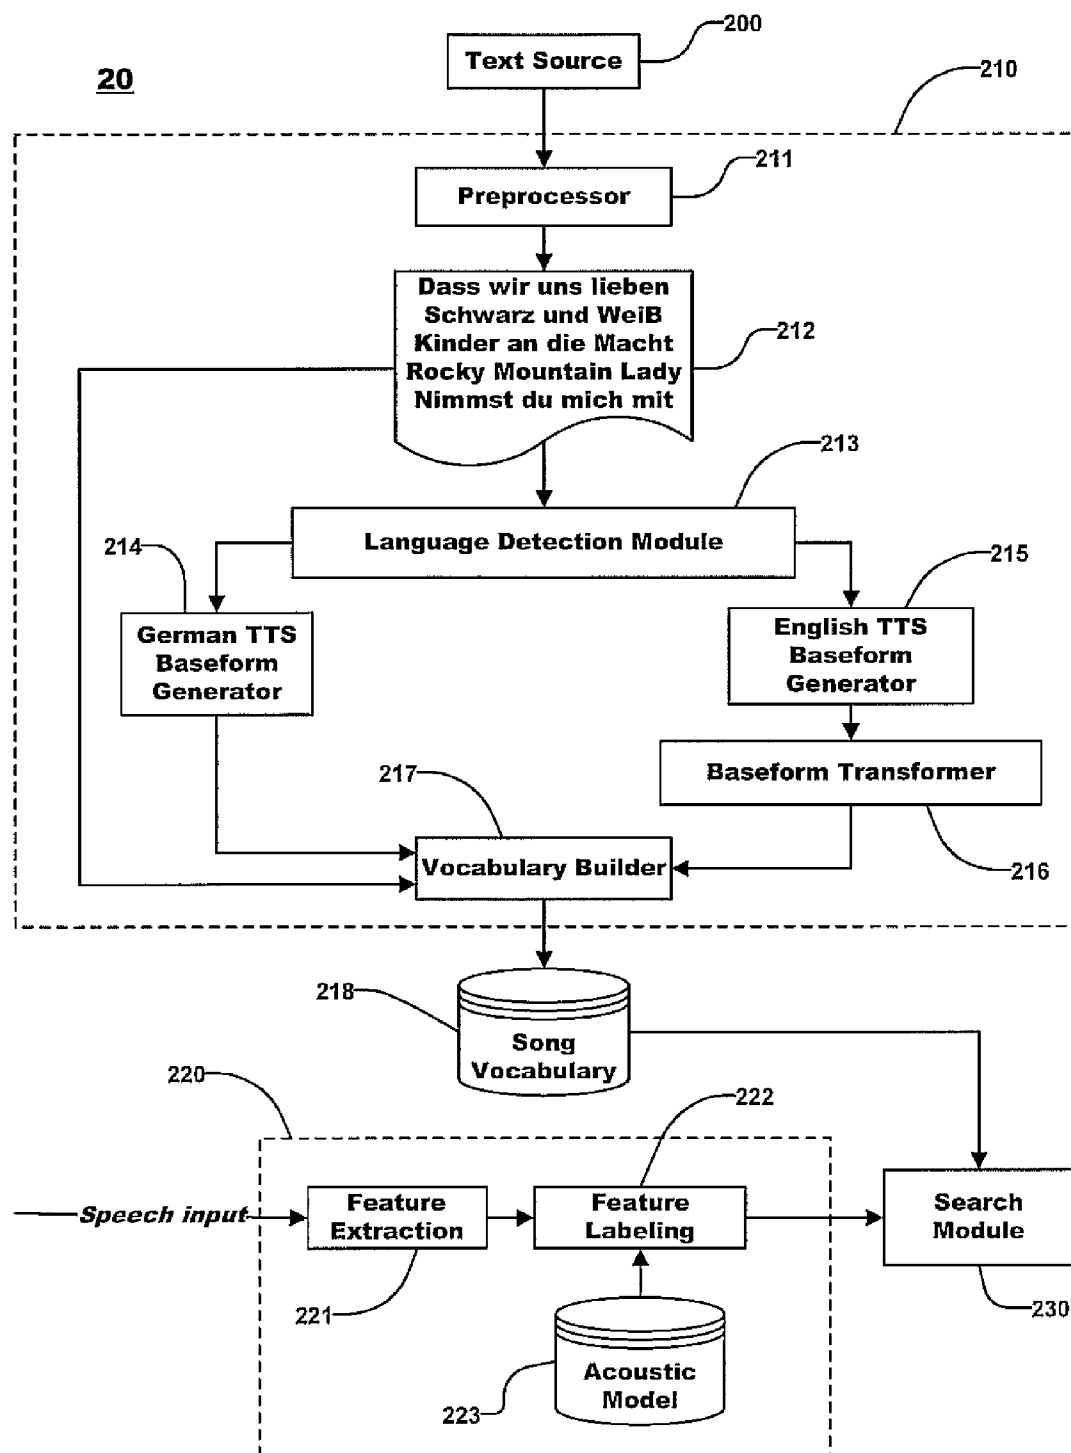 200
Text Source
20
210
211
Preprocessor
Dass wir uns lieben
Schwarz und WeiB
Kinder an die Macht
Rocky Mountain Lady
Nimmst du mich mit
212
213
Language Detection Module
214
215
German TTS
Baseform
Generator
English TTS
Baseform
Generator
Baseform Transformer
217
Vocabulary Builder
216
218
Song
Vocabulary
220
222
Speech input
Feature
Extraction
Feature
Labeling
Search
Module
221
230
Acoustic
Model
223